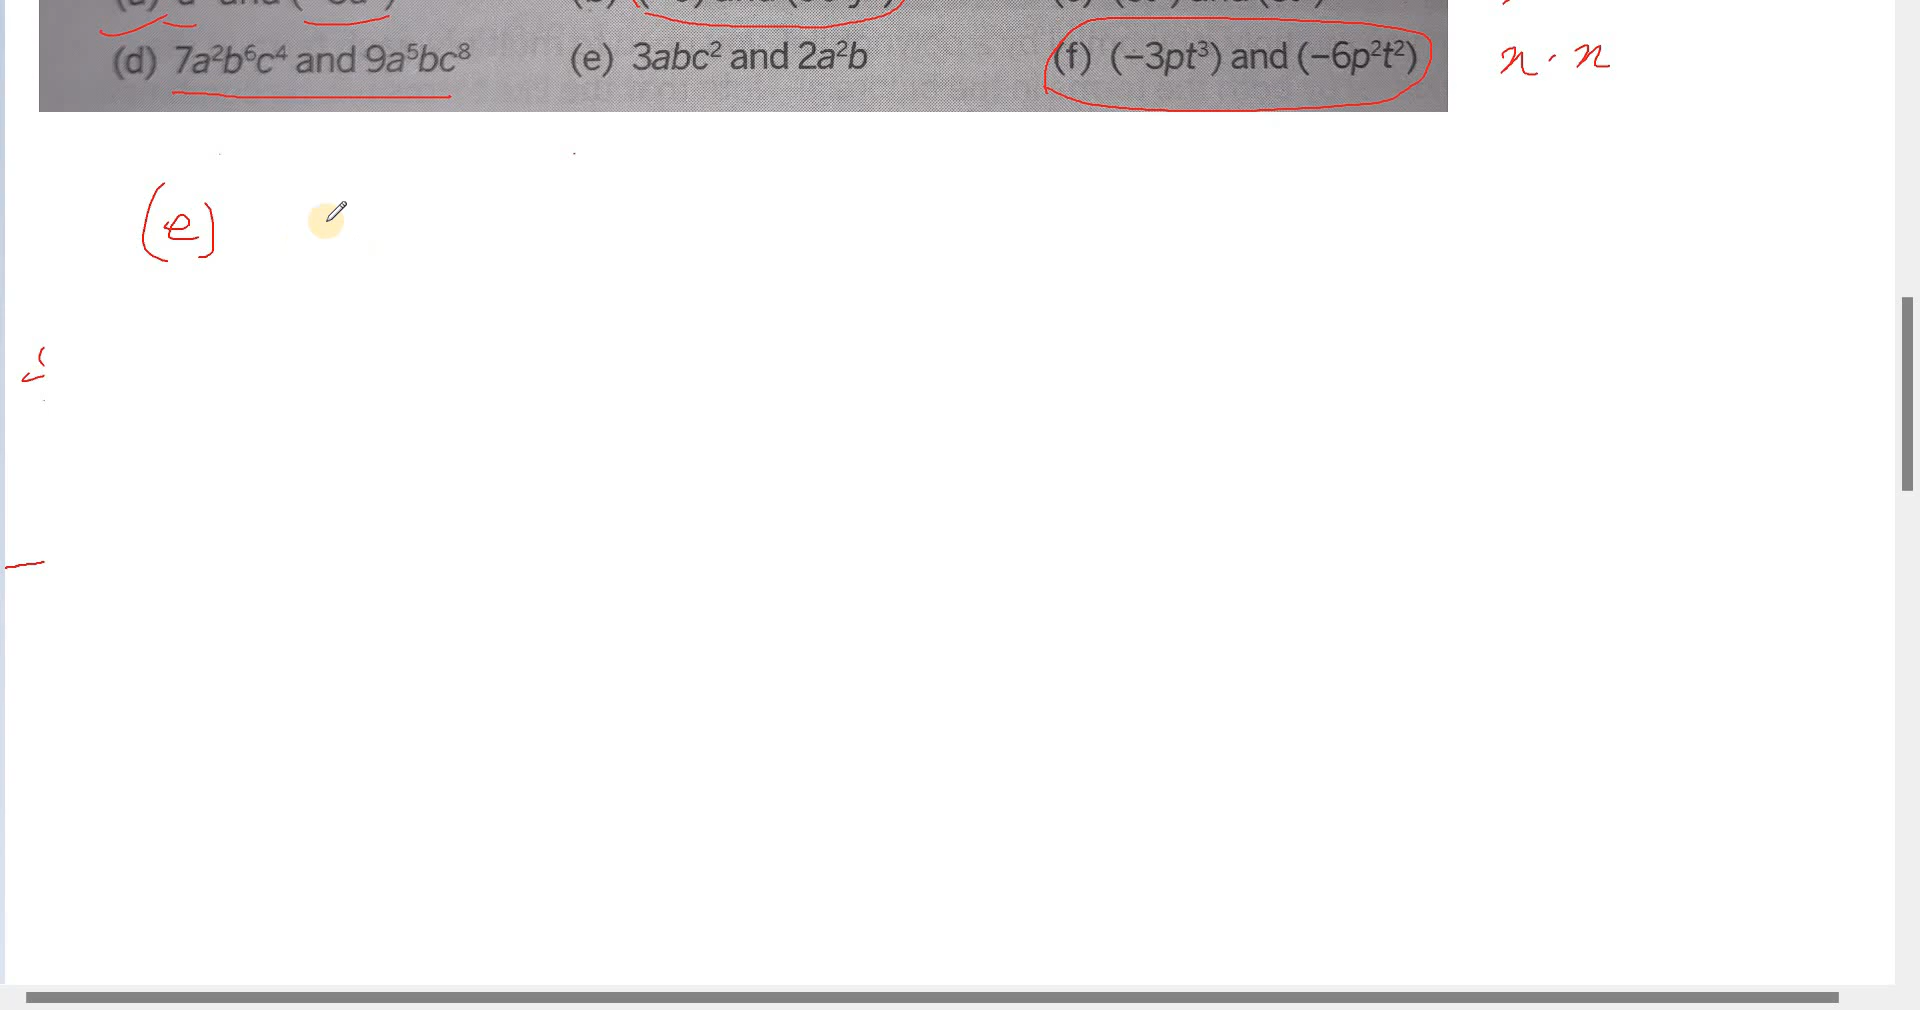 (d) 7a²b⁶c⁴ and 9a⁵bc⁸ (e) 3abc² and 2a²b (f) (−3pt³) and (−6p²t²) x · x
(e)